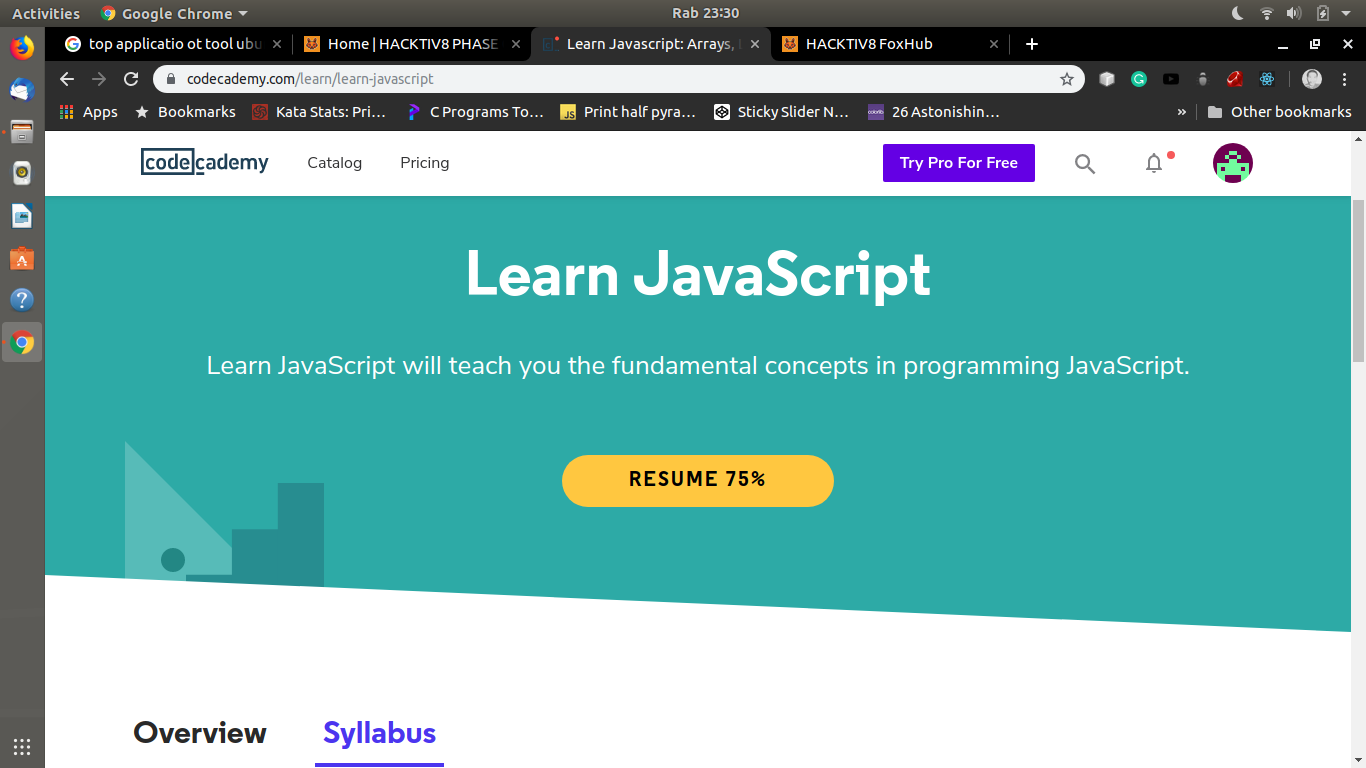 Activities Google Chrome Rab 23:30
top applicatio ot tool ubu Home | HACKTIV8 PHASE Learn Javascript: Arrays, HACKTIV8 FoxHub
codecademy.com/learn/learn-javascript
Apps Bookmarks Kata Stats: Pri... C Programs To... JS Print half pyra... Sticky Slider N... 26 Astonishin... » Other bookmarks
codecademy Catalog Pricing Try Pro For Free
Learn JavaScript
Learn JavaScript will teach you the fundamental concepts in programming JavaScript.
RESUME 75%
Overview Syllabus